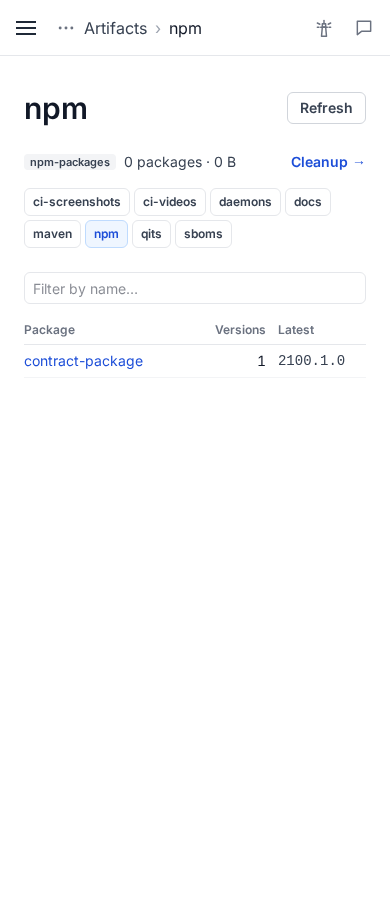 ··· Artifacts › npm
npm
Refresh
npm-packages 0 packages · 0 B Cleanup →
ci-screenshots ci-videos daemons docs
maven npm qits sboms
Filter by name...
Package Versions Latest
contract-package 1 2100.1.0